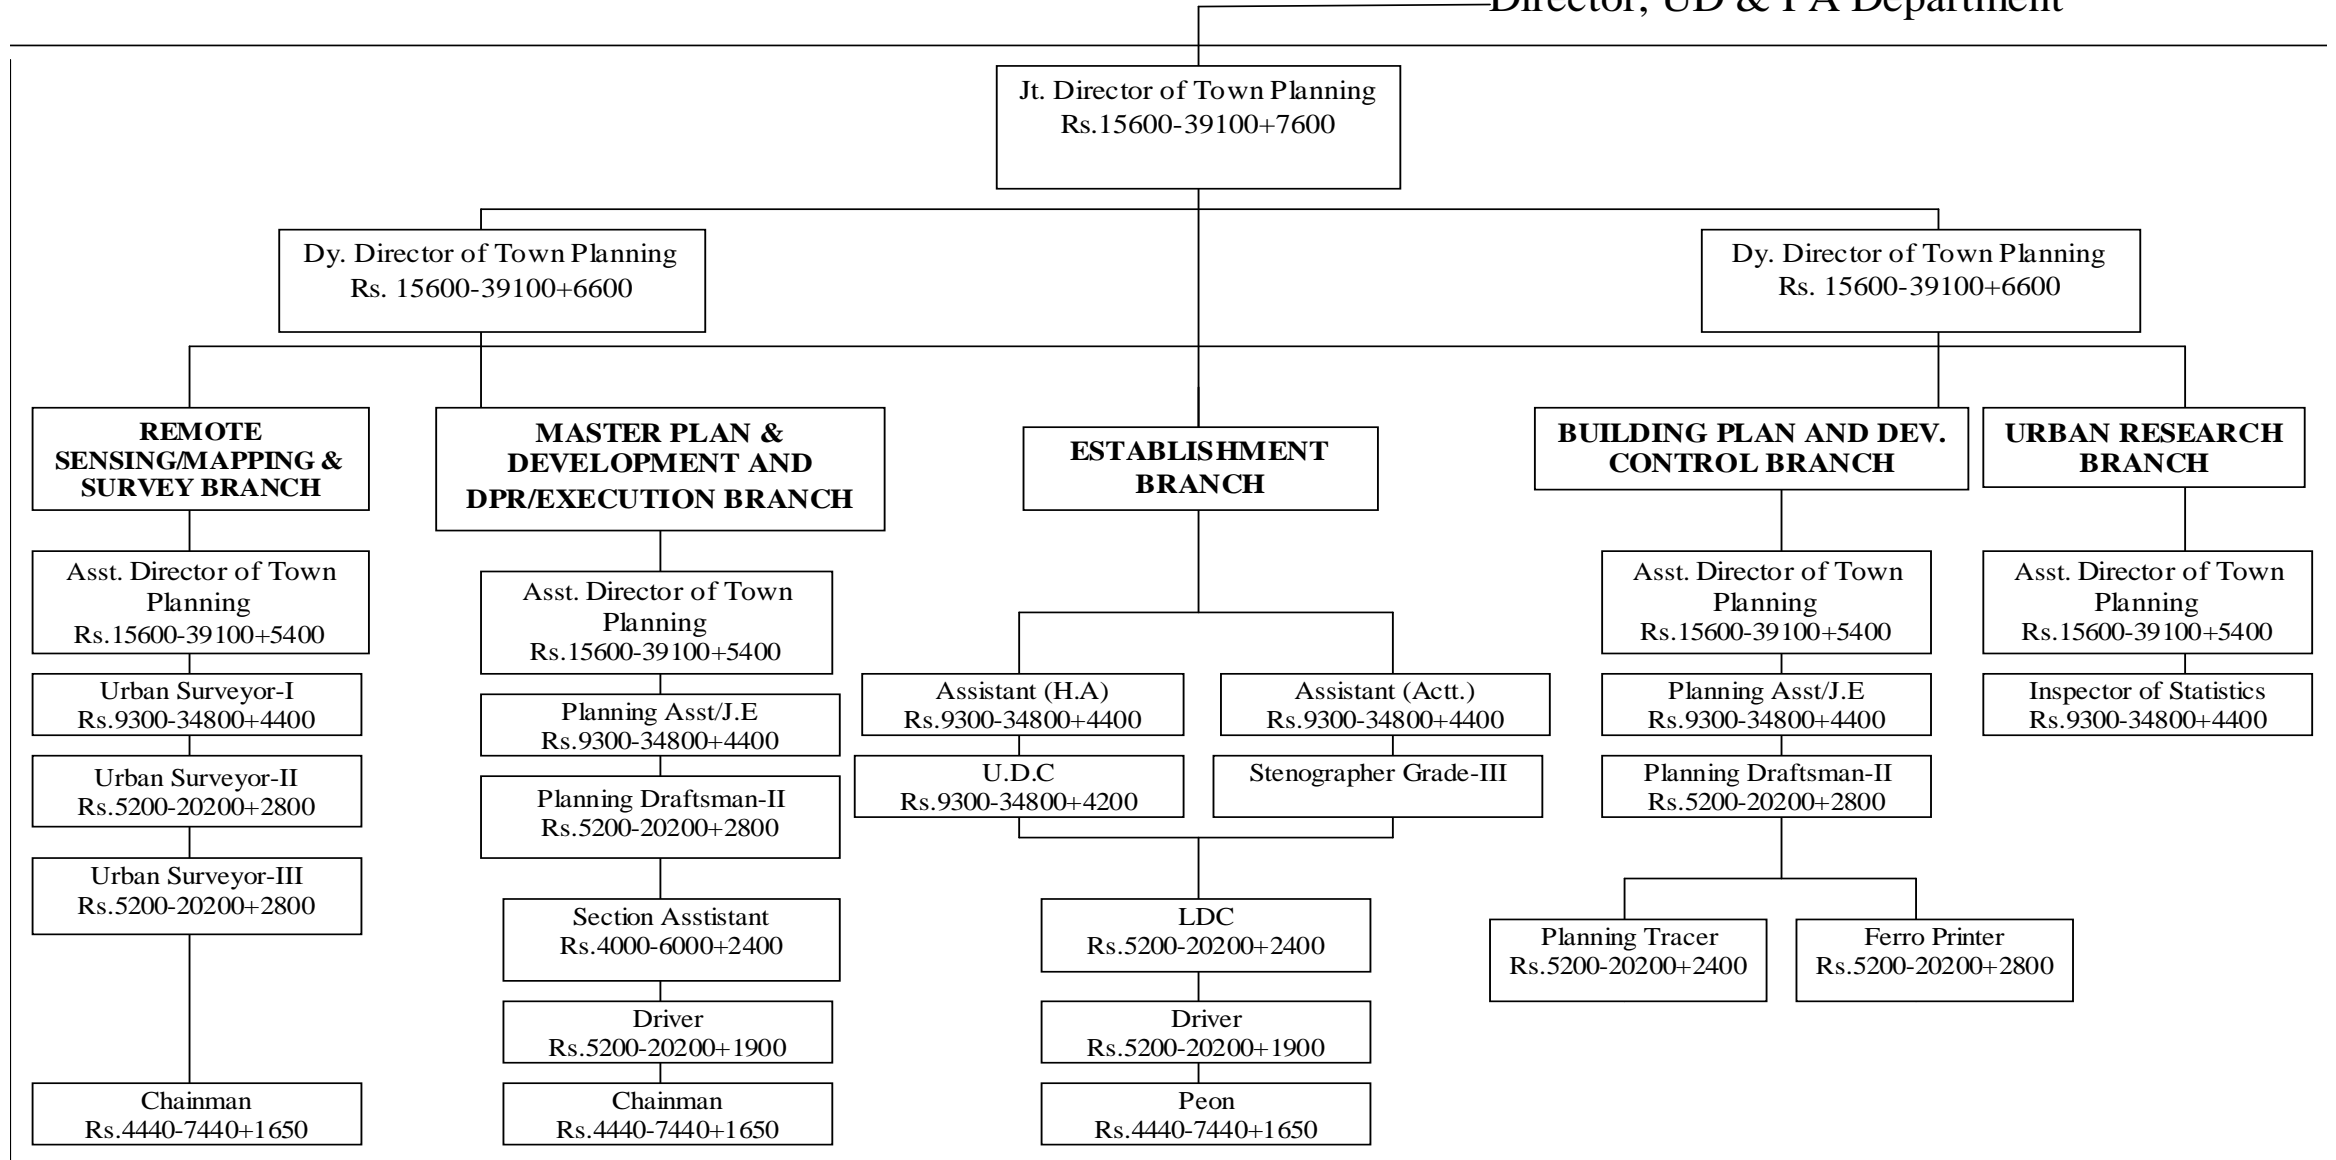 Director, UD & PA Department
Jt. Director of Town Planning
Rs.15600-39100+7600
Dy. Director of Town Planning
Rs. 15600-39100+6600
Dy. Director of Town Planning
Rs. 15600-39100+6600
REMOTE
SENSING/MAPPING &
SURVEY BRANCH
MASTER PLAN &
DEVELOPMENT AND
DPR/EXECUTION BRANCH
ESTABLISHMENT
BRANCH
BUILDING PLAN AND DEV.
CONTROL BRANCH
URBAN RESEARCH
BRANCH
Asst. Director of Town
Planning
Rs.15600-39100+5400
Asst. Director of Town
Planning
Rs.15600-39100+5400
Asst. Director of Town
Planning
Rs.15600-39100+5400
Asst. Director of Town
Planning
Rs.15600-39100+5400
Urban Surveyor-I
Rs.9300-34800+4400
Planning Asst/J.E
Rs.9300-34800+4400
Assistant (H.A)
Rs.9300-34800+4400
Assistant (Actt.)
Rs.9300-34800+4400
Planning Asst/J.E
Rs.9300-34800+4400
Inspector of Statistics
Rs.9300-34800+4400
Urban Surveyor-II
Rs.5200-20200+2800
Planning Draftsman-II
Rs.5200-20200+2800
U.D.C
Rs.9300-34800+4200
Stenographer Grade-III
Planning Draftsman-II
Rs.5200-20200+2800
Urban Surveyor-III
Rs.5200-20200+2800
Section Asstistant
Rs.4000-6000+2400
LDC
Rs.5200-20200+2400
Planning Tracer
Rs.5200-20200+2400
Ferro Printer
Rs.5200-20200+2800
Driver
Rs.5200-20200+1900
Driver
Rs.5200-20200+1900
Chainman
Rs.4440-7440+1650
Chainman
Rs.4440-7440+1650
Peon
Rs.4440-7440+1650